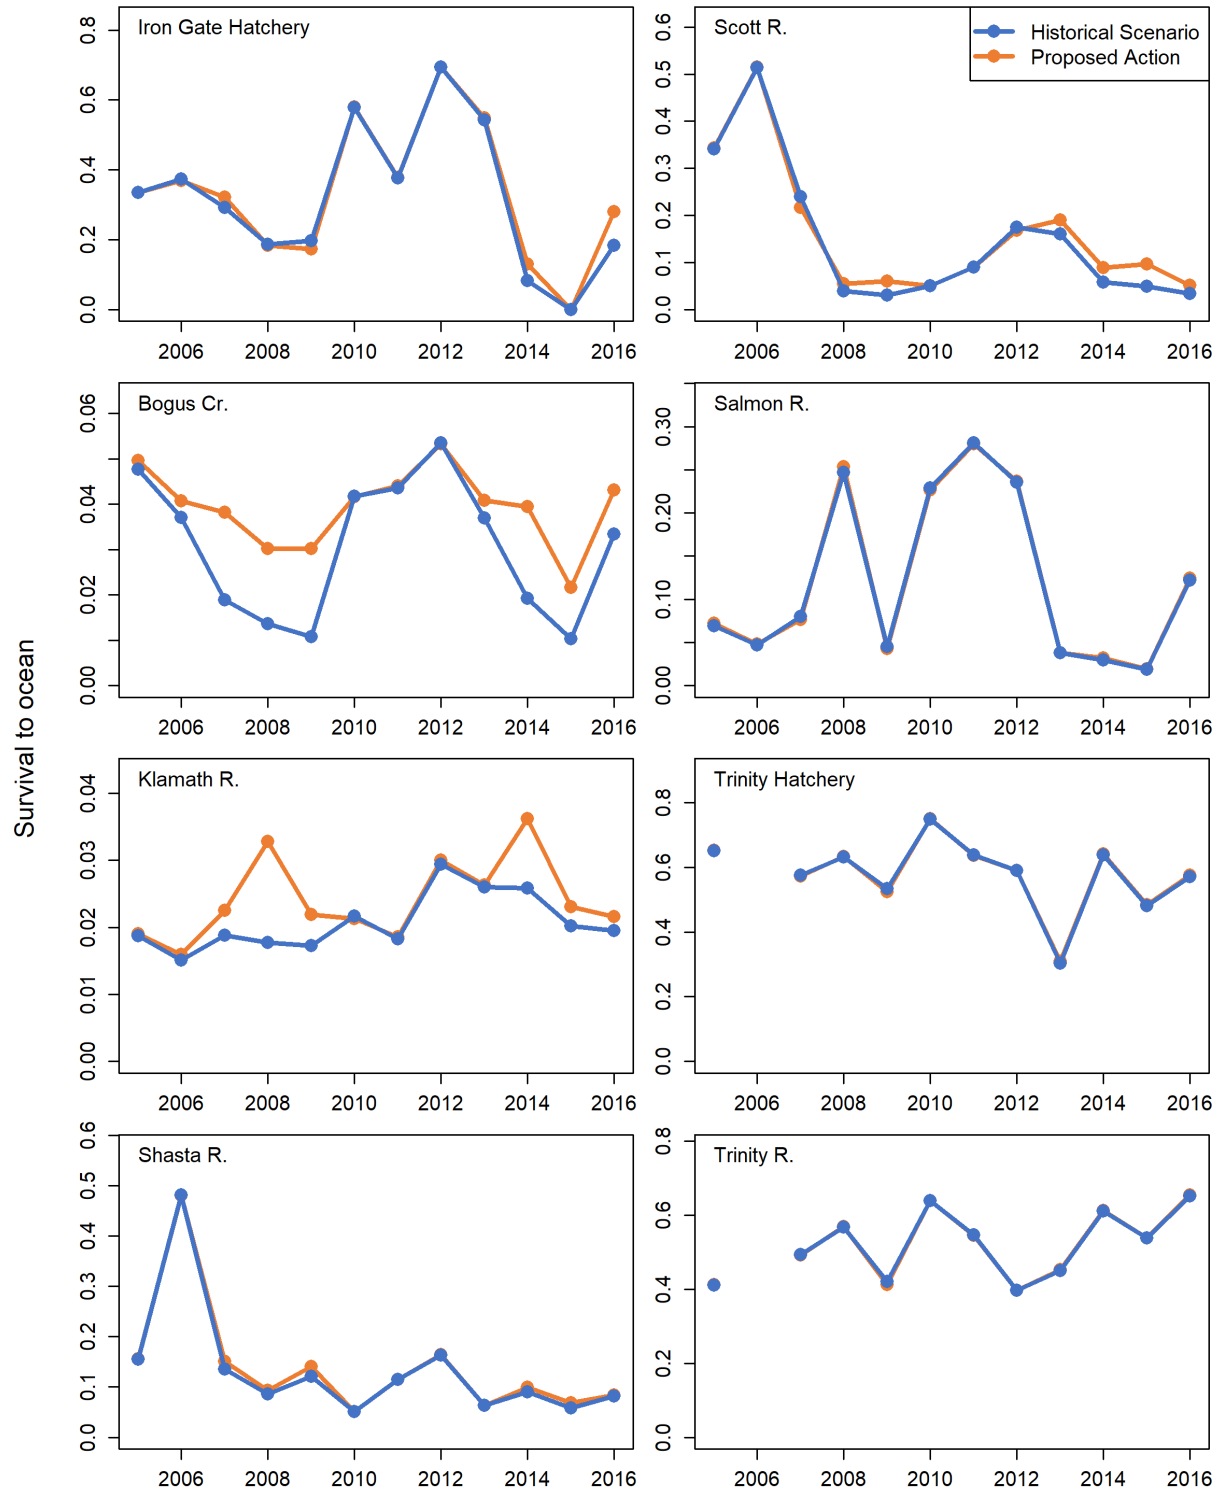 Survival to ocean
Iron Gate Hatchery
0.0 0.2 0.4 0.6 0.8
2006 2008 2010 2012 2014 2016
Scott R.
Historical Scenario
Proposed Action
0.0 0.1 0.2 0.3 0.4 0.5 0.6
2006 2008 2010 2012 2014 2016
Bogus Cr.
0.00 0.02 0.04 0.06
2006 2008 2010 2012 2014 2016
Salmon R.
0.00 0.10 0.20 0.30
2006 2008 2010 2012 2014 2016
Klamath R.
0.00 0.01 0.02 0.03 0.04
2006 2008 2010 2012 2014 2016
Trinity Hatchery
0.0 0.2 0.4 0.6 0.8
2006 2008 2010 2012 2014 2016
Shasta R.
0.0 0.1 0.2 0.3 0.4 0.5 0.6
2006 2008 2010 2012 2014 2016
Trinity R.
0.0 0.2 0.4 0.6 0.8
2006 2008 2010 2012 2014 2016